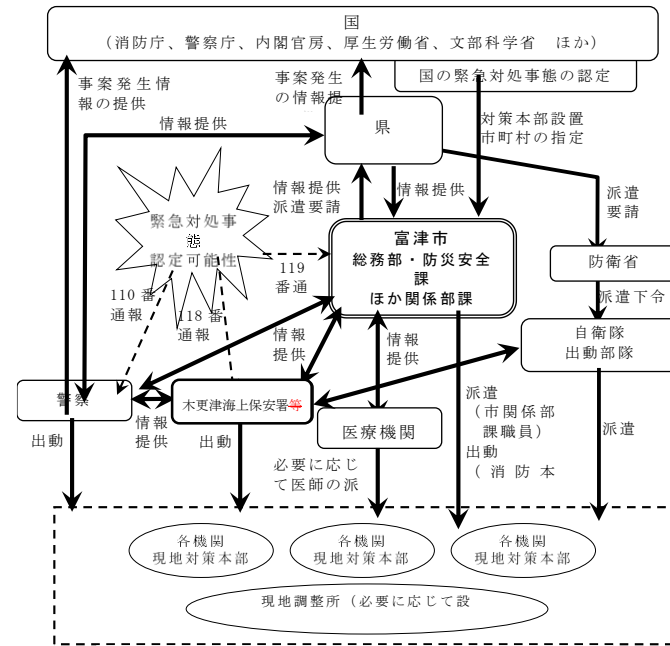 国
（消防庁、警察庁、内閣官房、厚生労働省、文部科学省　ほか）
国の緊急対処事態の認定
事案発生情
報の提供
事案発生
の情報提
情報提供
県
対策本部設置
市町村の指定
情報提供
派遣要請
情報提供
派遣
要請
緊急対処事
態
認定可能性
119
番通
富津市
総務部・防災安全
課
ほか関係部課
防衛省
派遣下令
110 番
通報
118 番
通報
情報
提供
情報
提供
自衛隊
出動部隊
警察
木更津海上保安署等
医療機関
情報
提供
出動
出動
必要に応じ
て医師の派
派遣
（市関係部
課職員）
出動
（消防本
派遣
各機関
現地対策本部
各機関
現地対策本部
各機関
現地対策本部
現地調整所（必要に応じて設